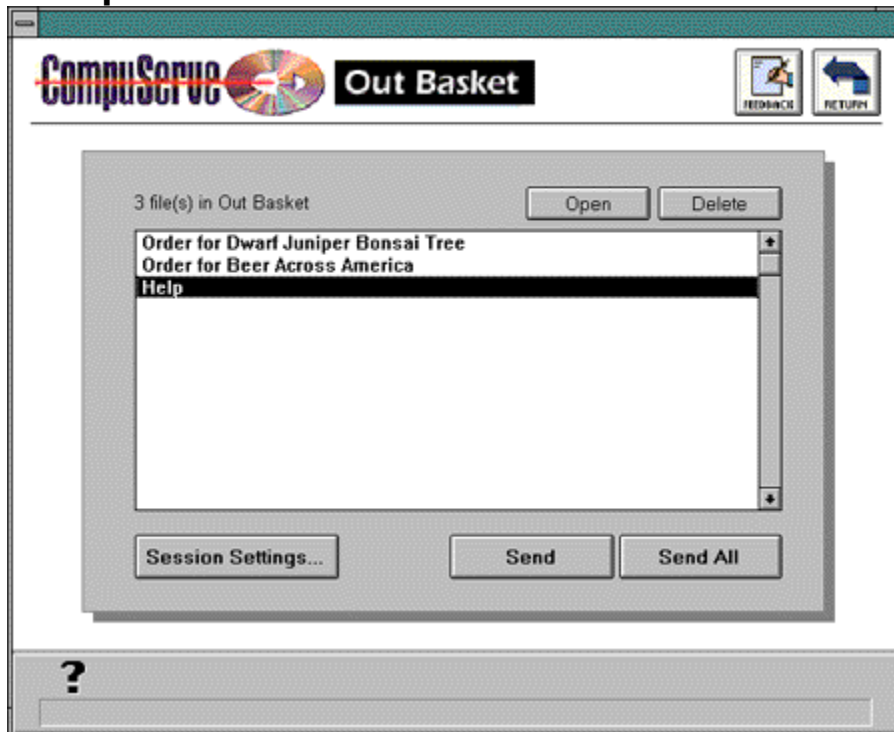 CompuServe Out Basket
FEEDBACK RETURN
3 file(s) in Out Basket
Open Delete
Order for Dwarf Juniper Bonsai Tree
Order for Beer Across America
Help
Session Settings... Send Send All
?